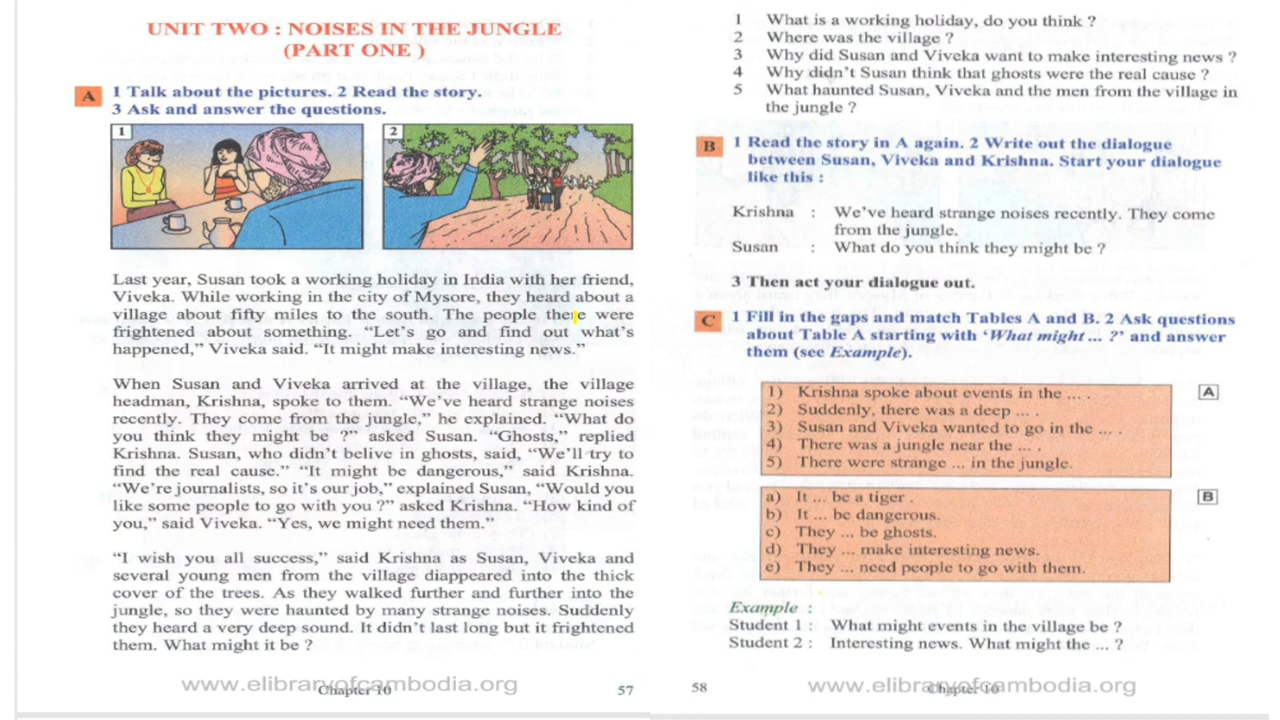 UNIT TWO : NOISES IN THE JUNGLE
(PART ONE )
A
1 Talk about the pictures. 2 Read the story.
3 Ask and answer the questions.
1
2
Last year, Susan took a working holiday in India with her friend,
Viveka. While working in the city of Mysore, they heard about a
village about fifty miles to the south. The people there were
frightened about something. “Let’s go and find out what’s
happened,” Viveka said. “It might make interesting news.”
When Susan and Viveka arrived at the village, the village
headman, Krishna, spoke to them. “We’ve heard strange noises
recently. They come from the jungle,” he explained. “What do
you think they might be ?” asked Susan. “Ghosts,” replied
Krishna. Susan, who didn’t belive in ghosts, said, “We’ll try to
find the real cause.” “It might be dangerous,” said Krishna.
“We’re journalists, so it’s our job,” explained Susan, “Would you
like some people to go with you ?” asked Krishna. “How kind of
you,” said Viveka. “Yes, we might need them.”
“I wish you all success,” said Krishna as Susan, Viveka and
several young men from the village diappeared into the thick
cover of the trees. As they walked further and further into the
jungle, so they were haunted by many strange noises. Suddenly
they heard a very deep sound. It didn’t last long but it frightened
them. What might it be ?
www.elibraryofcambodia.org
Chapter 10
57
1 What is a working holiday, do you think ?
2 Where was the village ?
3 Why did Susan and Viveka want to make interesting news ?
4 Why didn’t Susan think that ghosts were the real cause ?
5 What haunted Susan, Viveka and the men from the village in
the jungle ?
B
1 Read the story in A again. 2 Write out the dialogue
between Susan, Viveka and Krishna. Start your dialogue
like this :
Krishna : We’ve heard strange noises recently. They come
from the jungle.
Susan : What do you think they might be ?
3 Then act your dialogue out.
C
1 Fill in the gaps and match Tables A and B. 2 Ask questions
about Table A starting with ‘What might ... ?’ and answer
them (see Example).
A
1) Krishna spoke about events in the ... .
2) Suddenly, there was a deep ... .
3) Susan and Viveka wanted to go in the ... .
4) There was a jungle near the ... .
5) There were strange ... in the jungle.
B
a) It ... be a tiger .
b) It ... be dangerous.
c) They ... be ghosts.
d) They ... make interesting news.
e) They ... need people to go with them.
Example :
Student 1 : What might events in the village be ?
Student 2 : Interesting news. What might the ... ?
58
www.elibraryofcambodia.org
Chapter 10